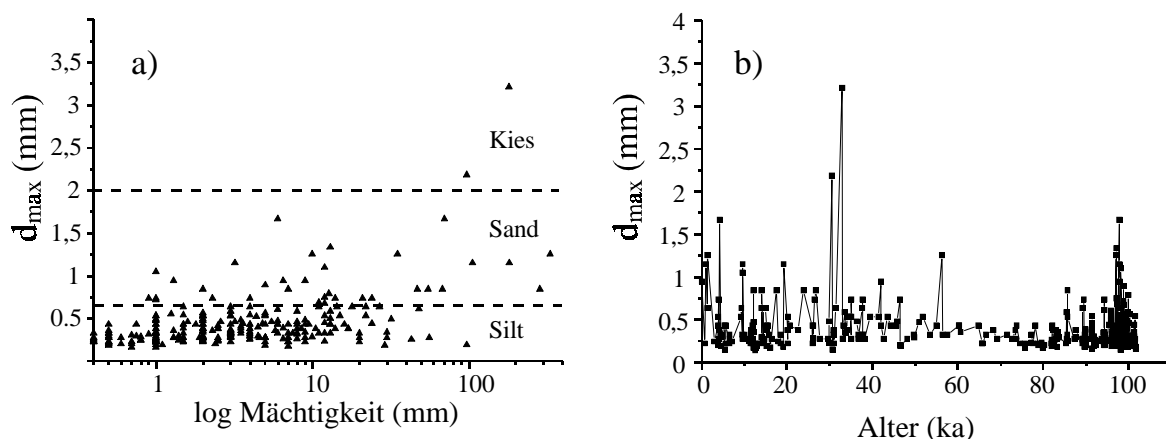 a)
d_max (mm)
3,5
3
2,5
2
1,5
1
0.5
Kies
Sand
Silt
1
10
100
log Mächtigkeit (mm)
b)
d_max (mm)
4
3,5
3
2,5
2
1,5
1
0,5
0
0
20
40
60
80
100
Alter (ka)